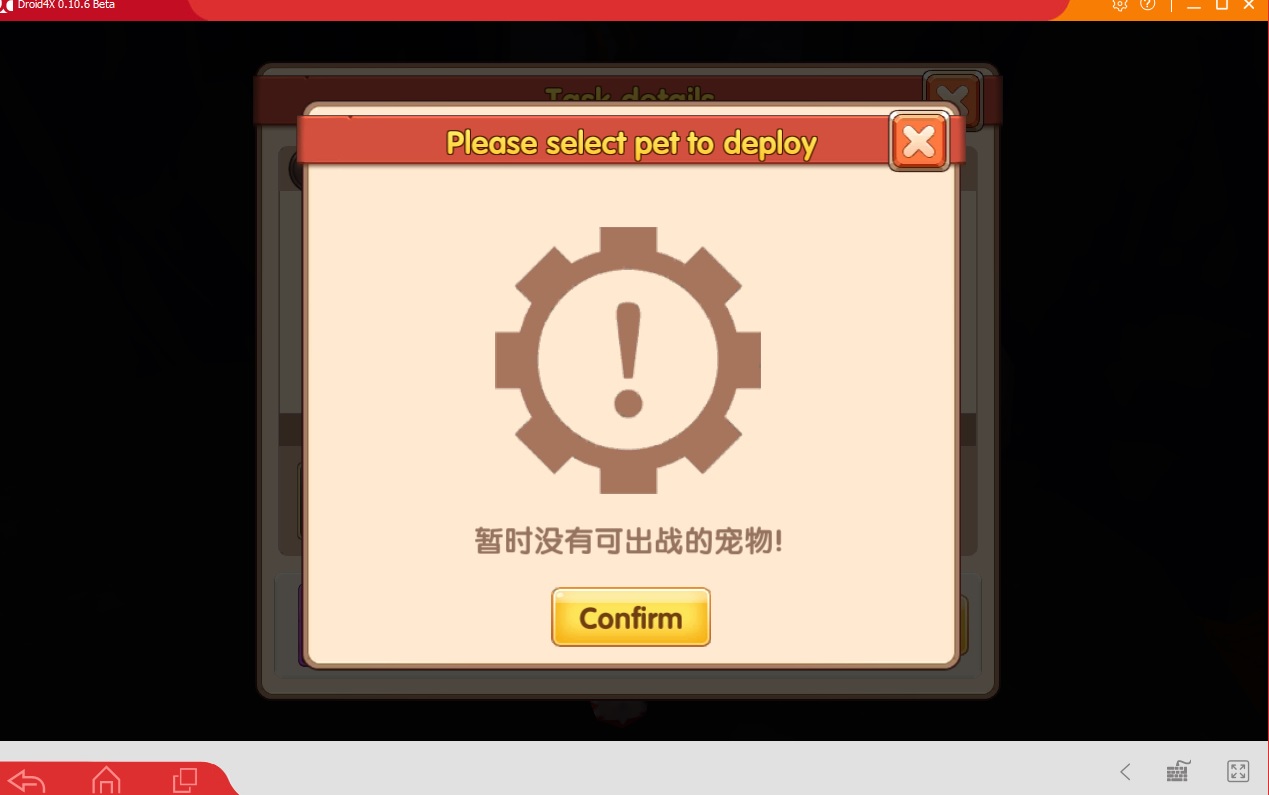 Droid4X 0.10.6 Beta
Task details
Please select pet to deploy
暂时没有可出战的宠物!
Confirm